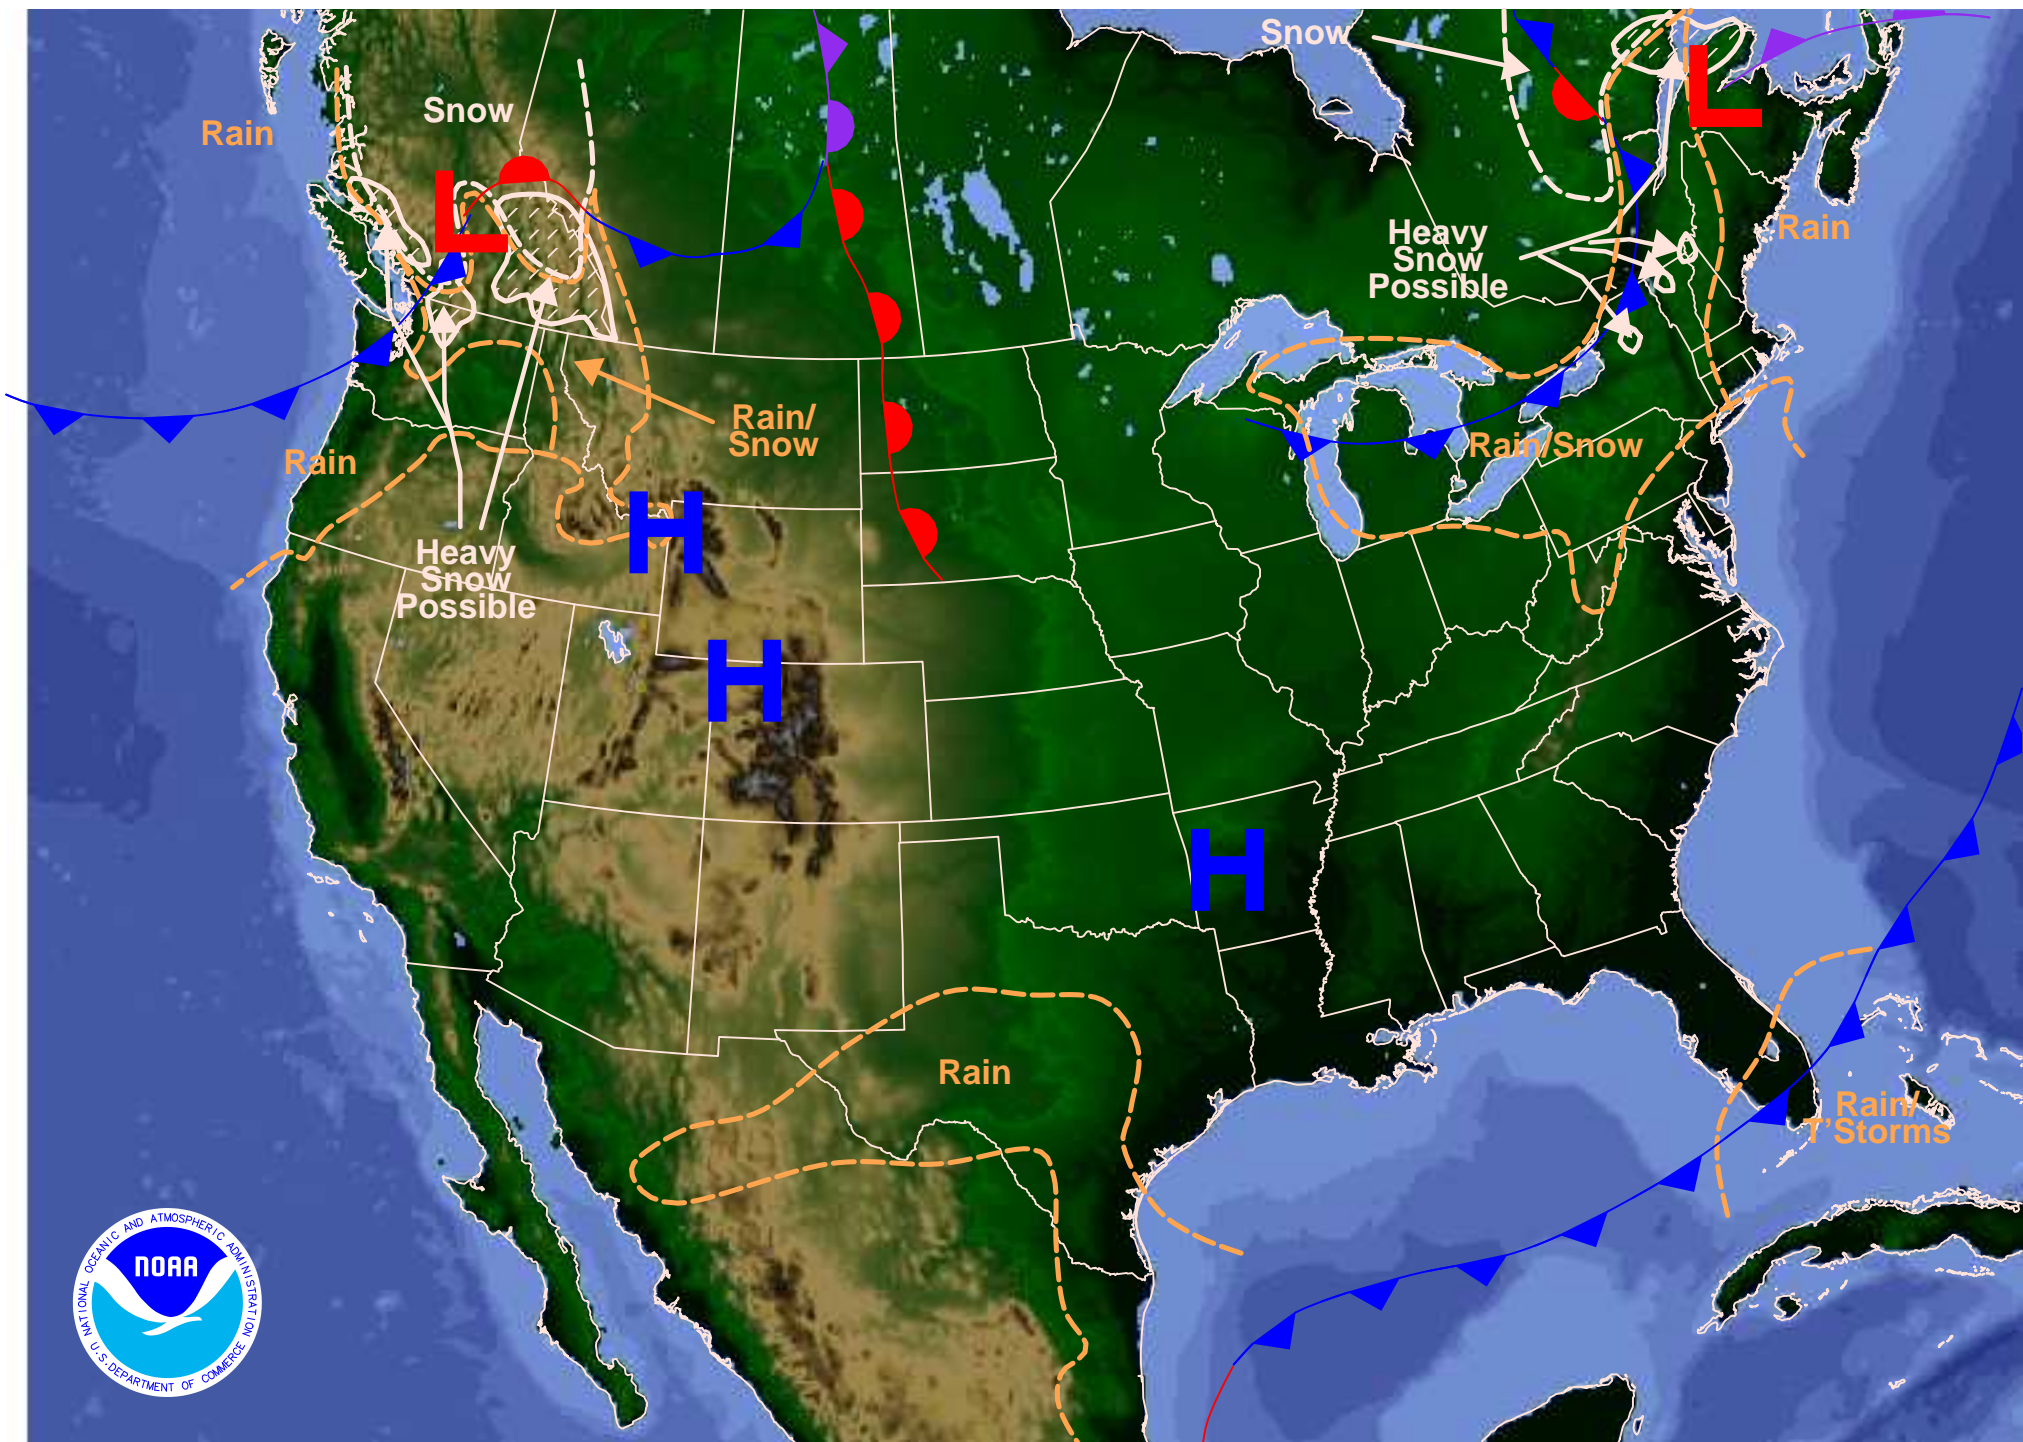 Snow
Snow
Rain
L
L
Rain
Heavy
Snow
Possible
Rain/
Snow
Rain/Snow
Rain
H
Heavy
Snow
Possible
H
H
Rain
Rain/
T'Storms
NATIONAL OCEANIC AND ATMOSPHERIC ADMINISTRATION
NOAA
U.S. DEPARTMENT OF COMMERCE